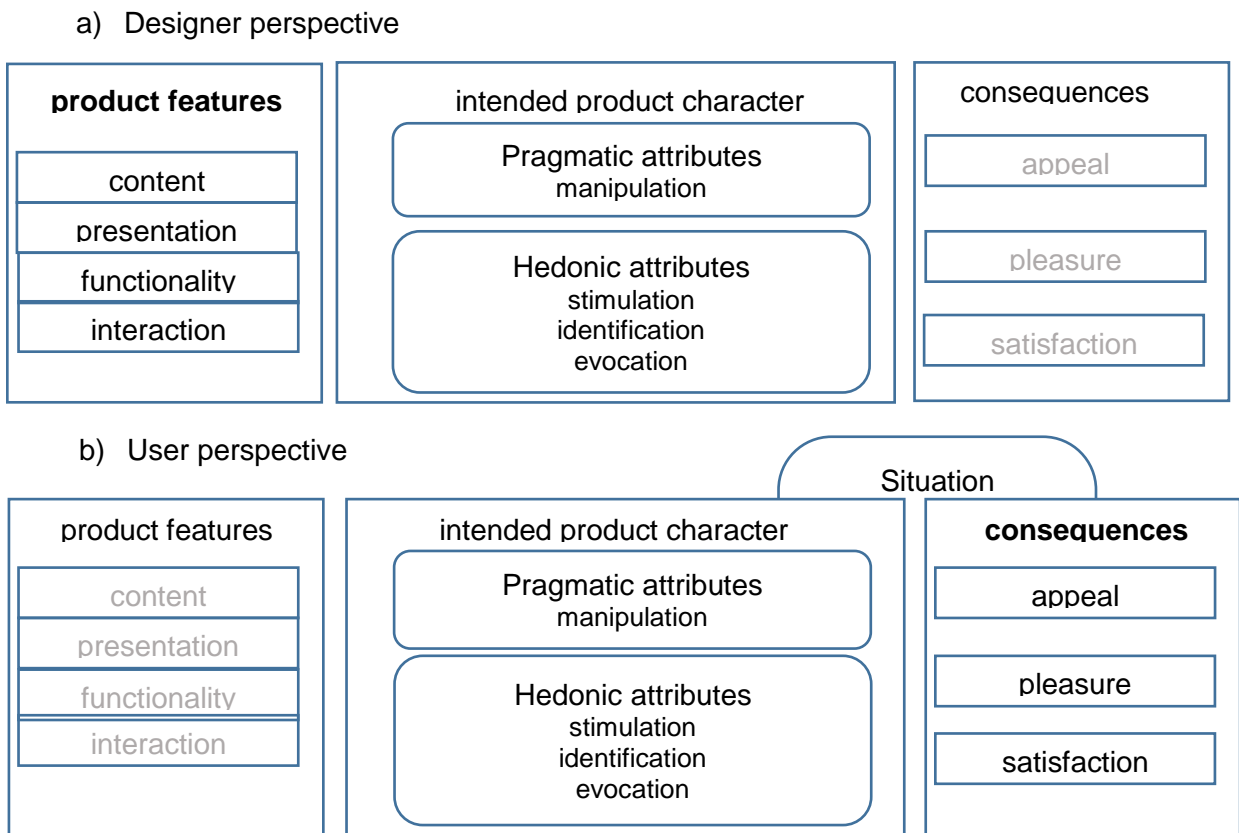 a) Designer perspective
product features
content
presentation
functionality
interaction
intended product character
Pragmatic attributes
manipulation
Hedonic attributes
stimulation
identification
evocation
consequences
appeal
pleasure
satisfaction
b) User perspective
Situation
product features
content
presentation
functionality
interaction
intended product character
Pragmatic attributes
manipulation
Hedonic attributes
stimulation
identification
evocation
consequences
appeal
pleasure
satisfaction